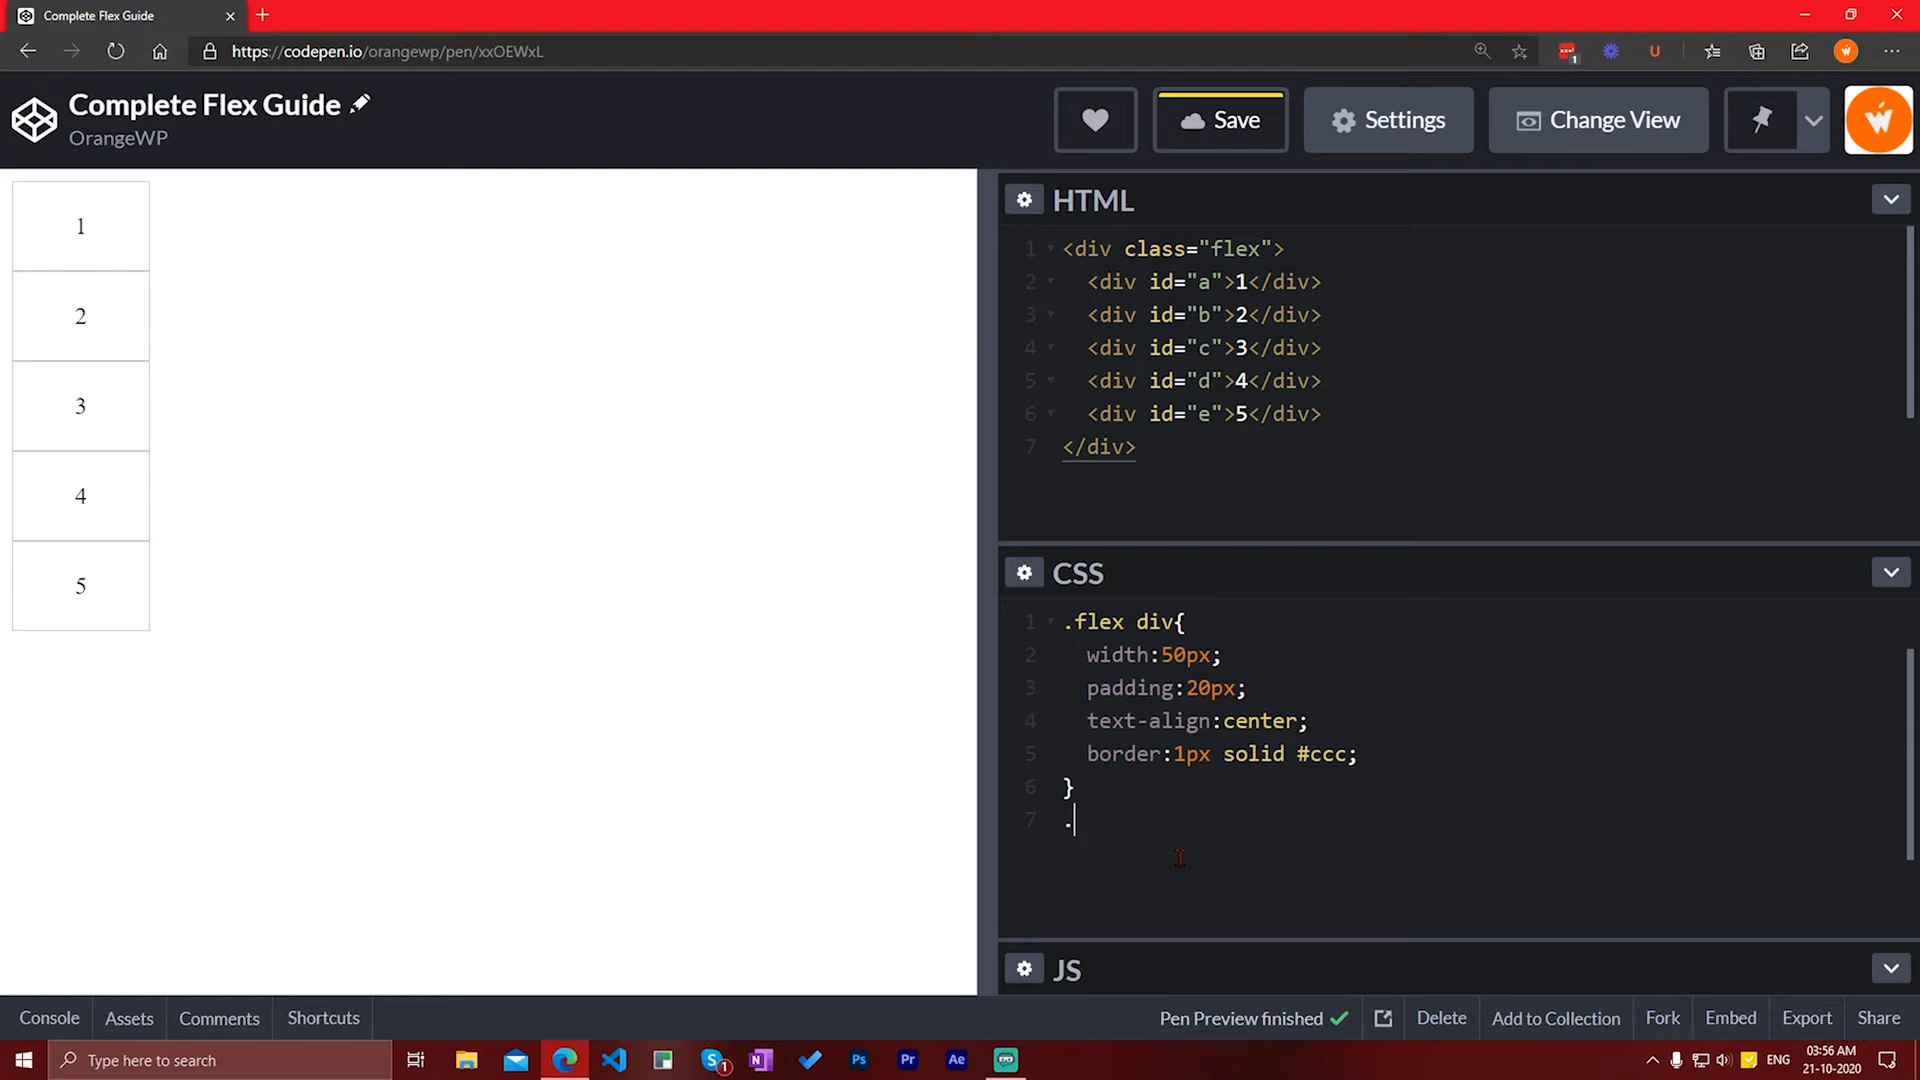 Complete Flex Guide
https://codepen.io/orangewp/pen/xxOEWxL
1
Complete Flex Guide
OrangeWP
Save
Settings
Change View
1
2
3
4
5
HTML
1 <div class="flex">
2 <div id="a">1</div>
3 <div id="b">2</div>
4 <div id="c">3</div>
5 <div id="d">4</div>
6 <div id="e">5</div>
7 </div>
CSS
1 .flex div{
2 width:50px;
3 padding:20px;
4 text-align:center;
5 border:1px solid #ccc;
6 }
7 .
JS
Console Assets Comments Shortcuts
Pen Preview finished Delete Add to Collection Fork Embed Export Share
Type here to search
S 1 N Ps Pr Ae
ENG
03:56 AM
21-10-2020